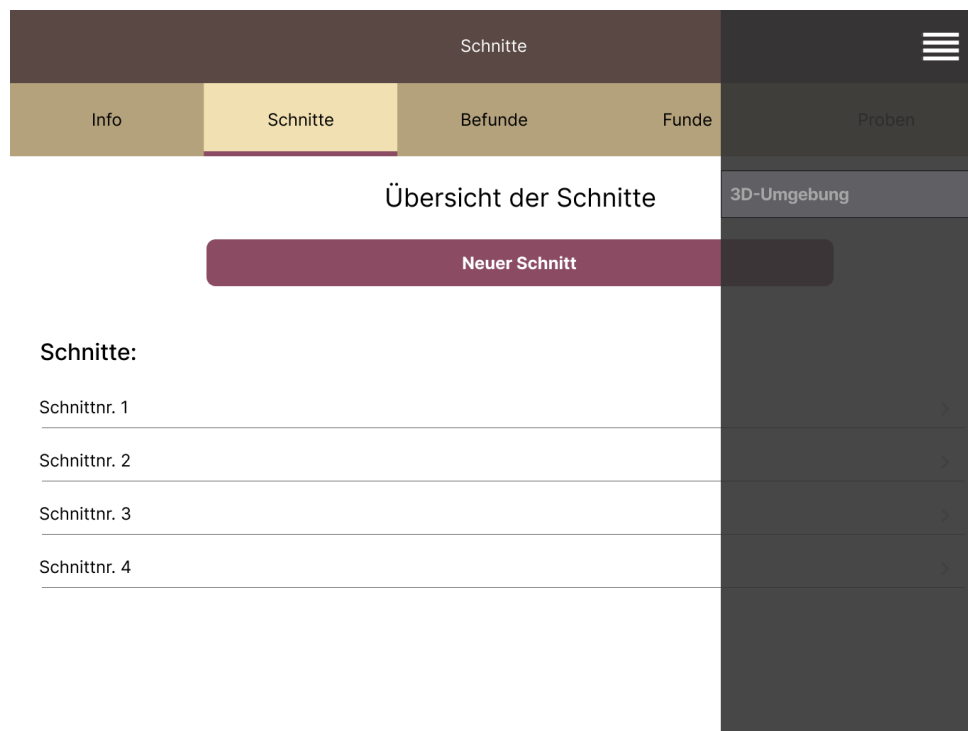 Schnitte
Info Schnitte Befunde Funde Proben
Übersicht der Schnitte
3D-Umgebung
Neuer Schnitt
Schnitte:
Schnittnr. 1
Schnittnr. 2
Schnittnr. 3
Schnittnr. 4